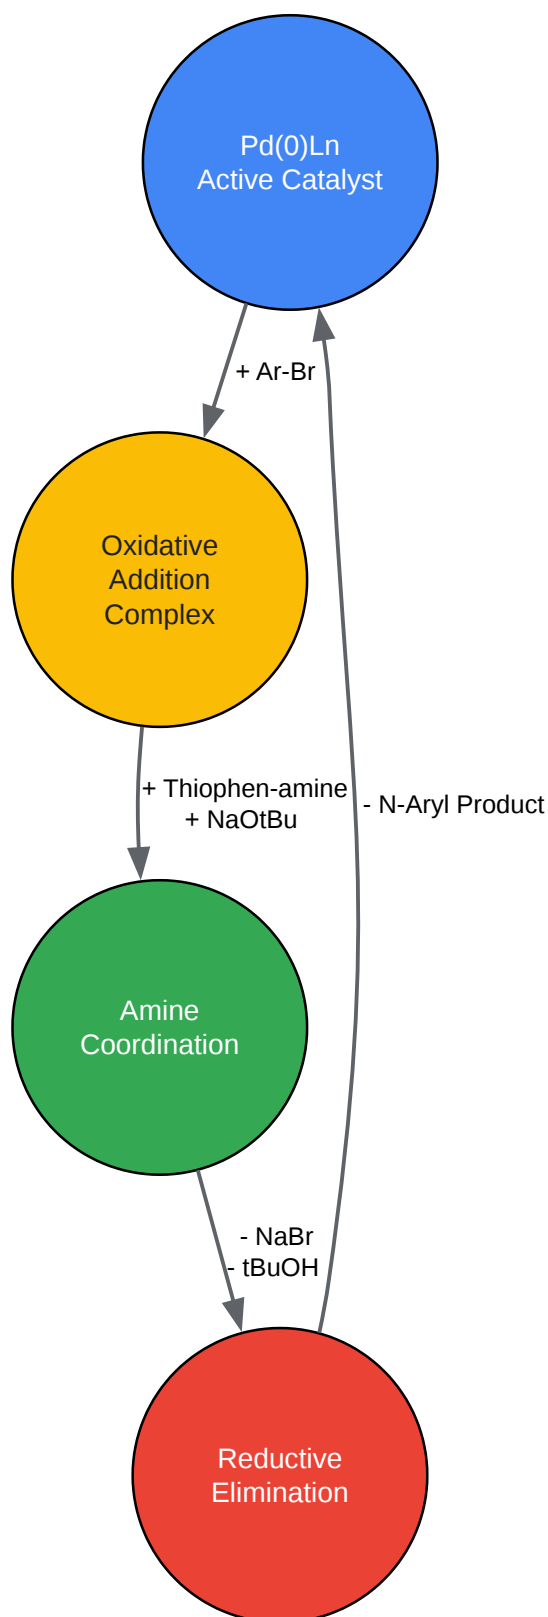 Pd(0)Ln
Active Catalyst
+ Ar-Br
Oxidative
Addition
Complex
+ Thiophen-amine
+ NaOtBu
- N-Aryl Product
Amine
Coordination
- NaBr
- tBuOH
Reductive
Elimination